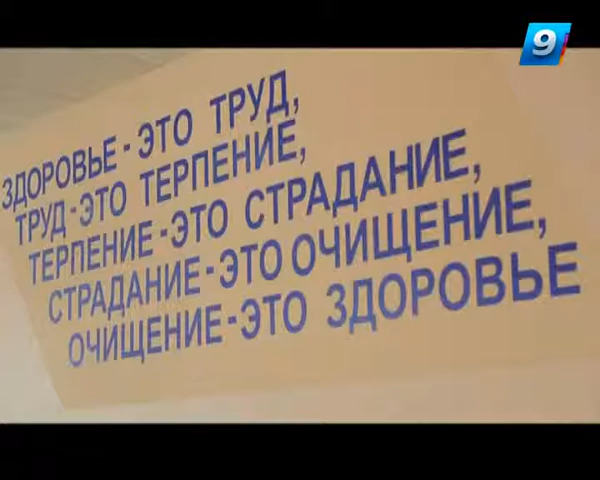 9
ЗДОРОВЬЕ - ЭТО ТРУД,
ТРУД - ЭТО ТЕРПЕНИЕ,
ТЕРПЕНИЕ - ЭТО СТРАДАНИЕ,
СТРАДАНИЕ - ЭТО ОЧИЩЕНИЕ,
ОЧИЩЕНИЕ - ЭТО ЗДОРОВЬЕ